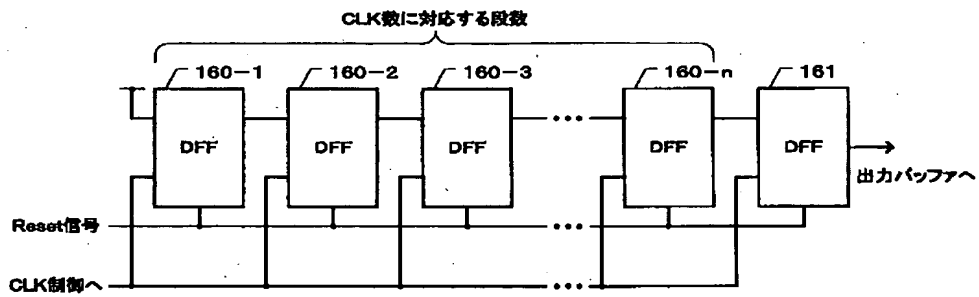 CLK数に対応する段数
160-1 160-2 160-3 160-n 161
DFF DFF DFF ••• DFF DFF
出力バッファへ
Reset信号 •••
CLK制御へ •••